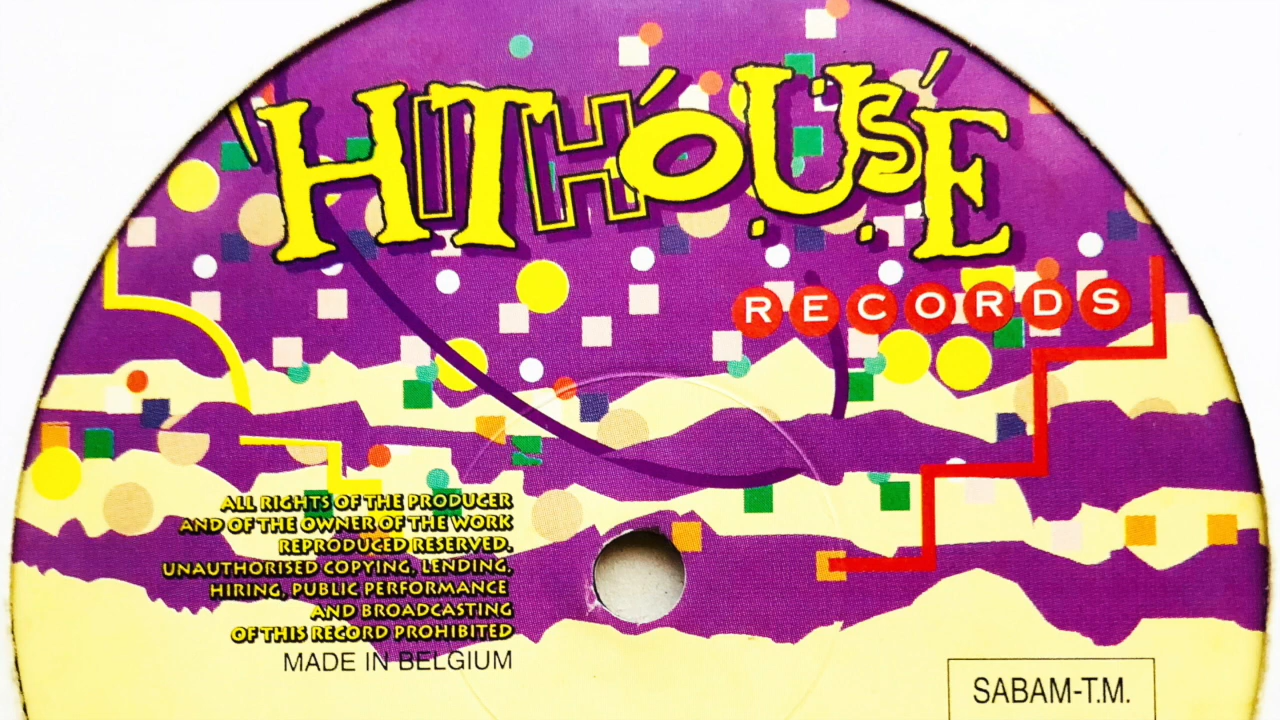 HITHOUSE
RECORDS
ALL RIGHTS OF THE PRODUCER
AND OF THE OWNER OF THE WORK
REPRODUCED RESERVED.
UNAUTHORISED COPYING, LENDING,
HIRING, PUBLIC PERFORMANCE
AND BROADCASTING
OF THIS RECORD PROHIBITED
MADE IN BELGIUM
SABAM-T.M.